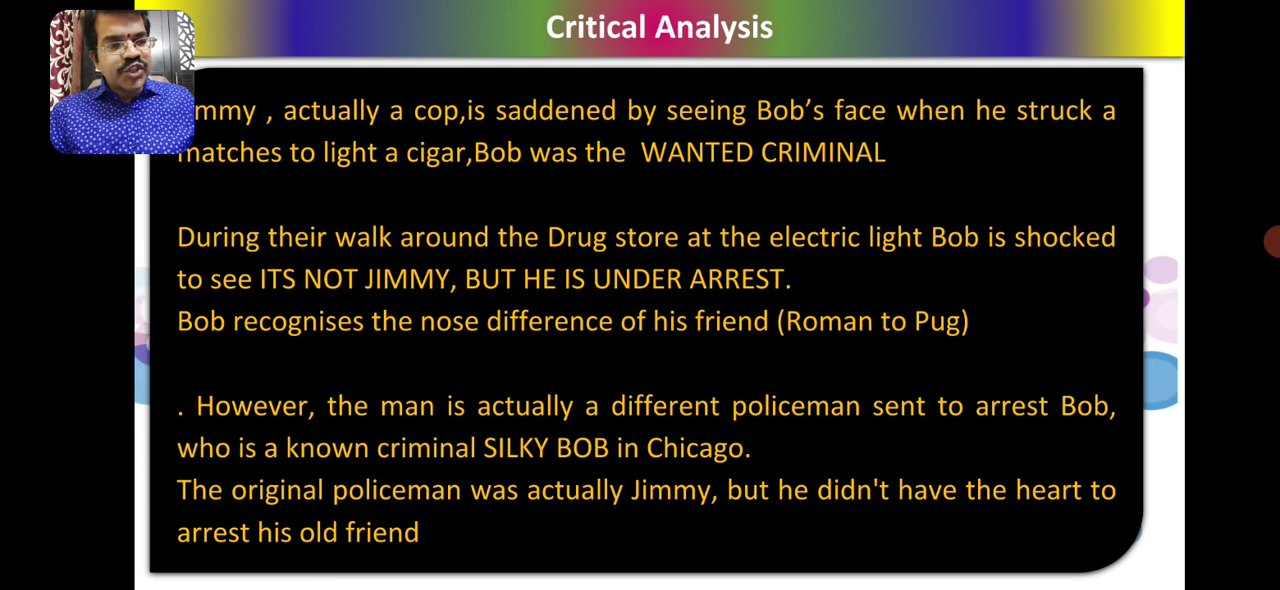 Critical Analysis
immy , actually a cop,is saddened by seeing Bob’s face when he struck a
matches to light a cigar,Bob was the WANTED CRIMINAL
During their walk around the Drug store at the electric light Bob is shocked
to see ITS NOT JIMMY, BUT HE IS UNDER ARREST.
Bob recognises the nose difference of his friend (Roman to Pug)
. However, the man is actually a different policeman sent to arrest Bob,
who is a known criminal SILKY BOB in Chicago.
The original policeman was actually Jimmy, but he didn't have the heart to
arrest his old friend